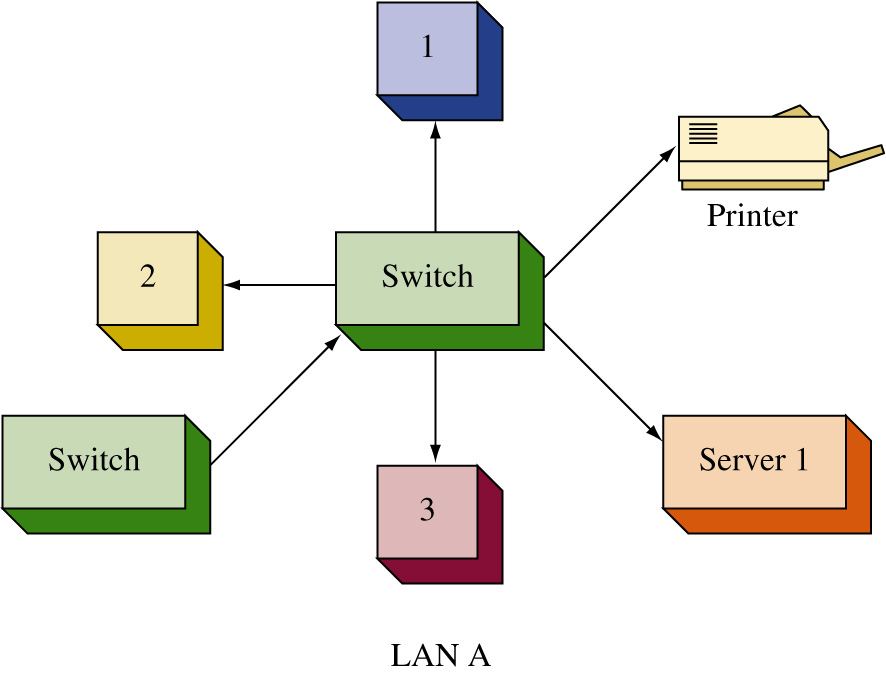 1
Printer
2
Switch
Switch
3
Server 1
LAN A